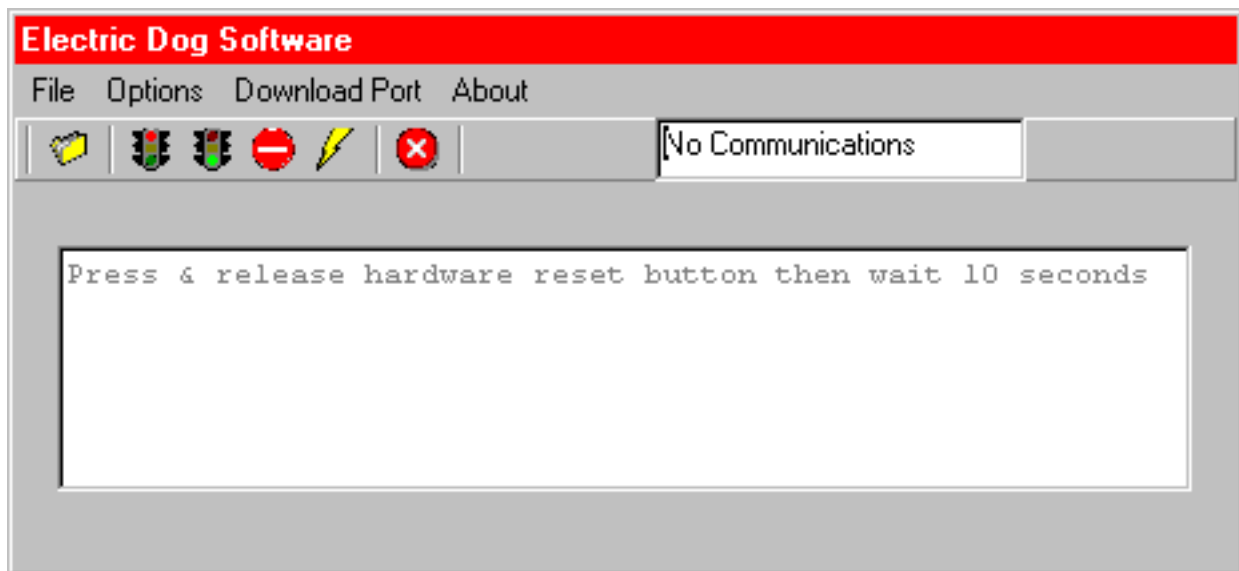 Electric Dog Software
File Options Download Port About
No Communications
Press & release hardware reset button then wait 10 seconds